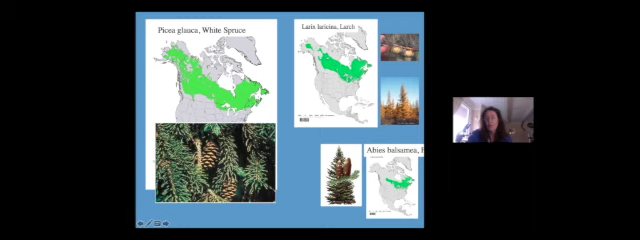 Picea glauca, White Spruce
Larix laricina, Larch
Abies balsamea, F